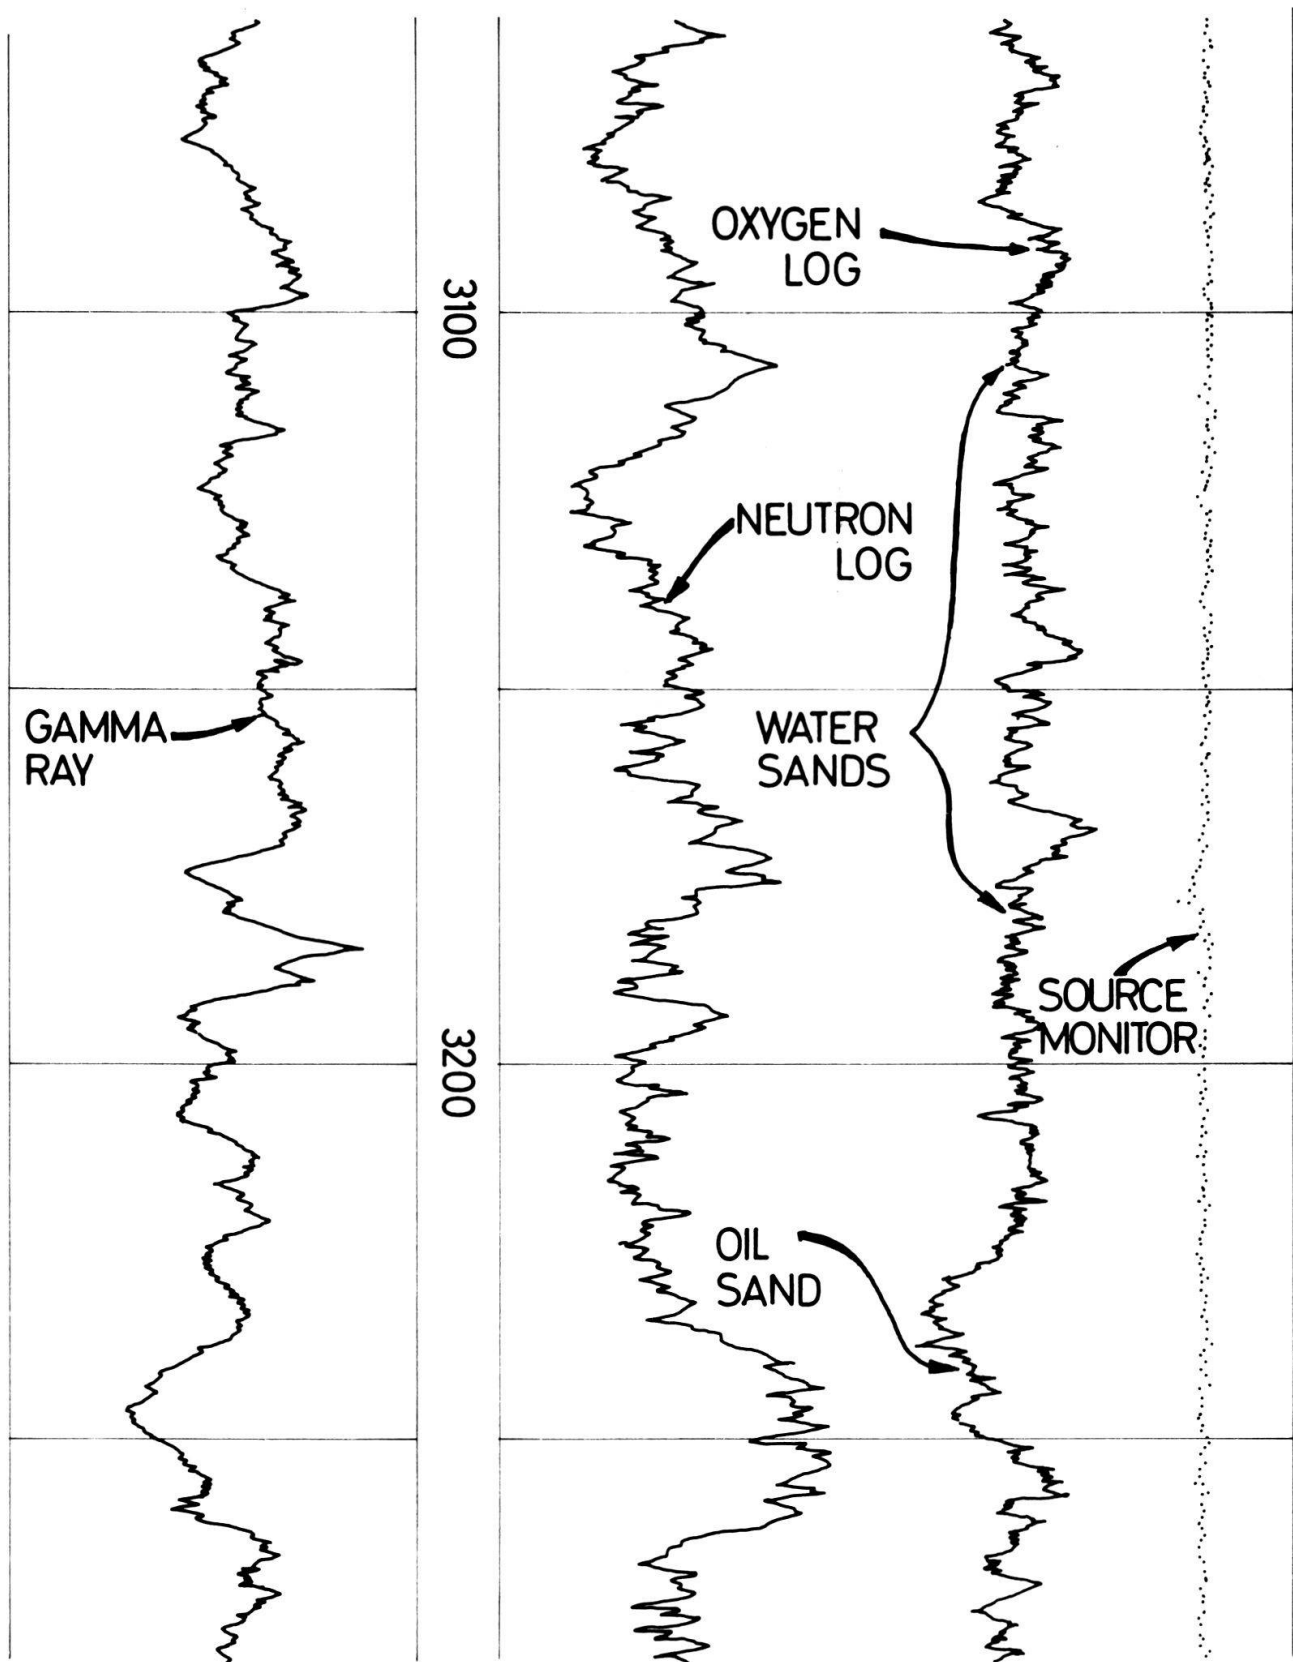 OXYGEN
LOG
3100
NEUTRON
LOG
GAMMA
RAY
WATER
SANDS
SOURCE
MONITOR
3200
OIL
SAND